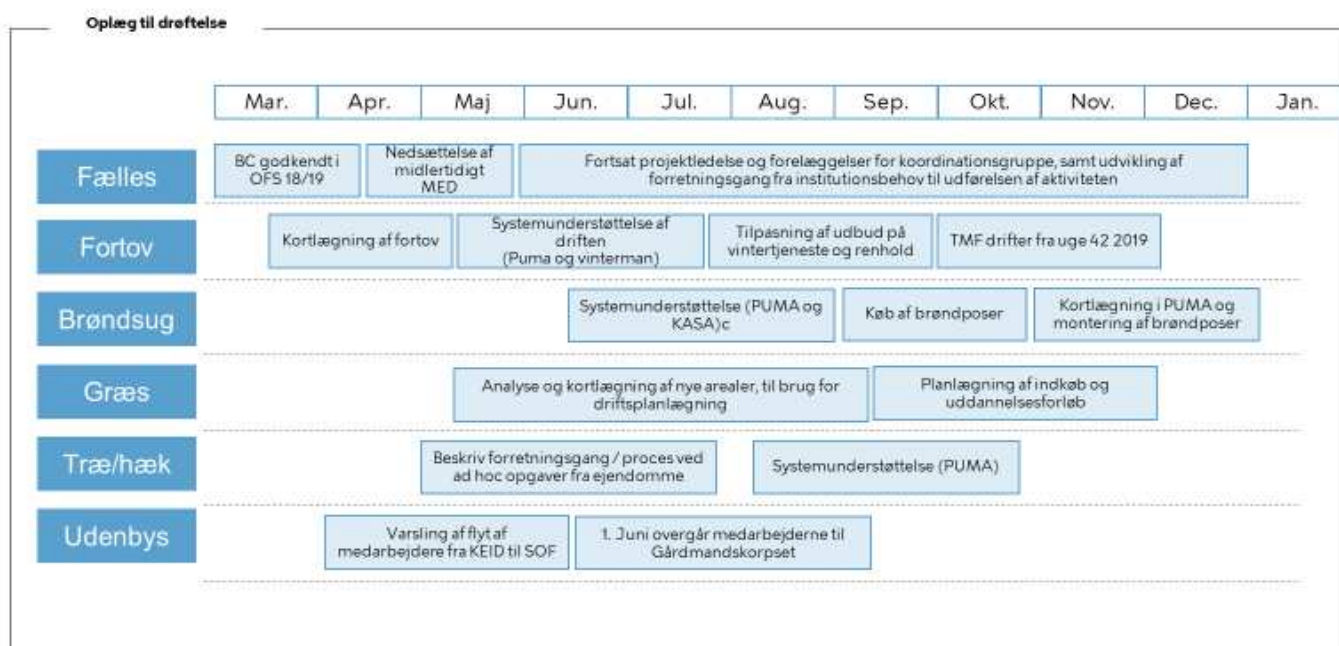 Oplæg til drøftelse
Mar. Apr. Maj Jun. Jul. Aug. Sep. Okt. Nov. Dec. Jan.
Fælles
BC godkendt i
OFS 18/19
Nedsættelse af
midlertidigt
MED
Fortsat projektledelse og forelæggelser for koordinationsgruppe, samt udvikling af
forretningsgang fra institutionsbehov til udførelsen af aktiviteten
Fortov
Kortlægning af fortov
Systemunderstøttelse af
driften
(Puma og vinterman)
Tilpasning af udbud på
vintertjeneste og renhold
TMF drifter fra uge 42 2019
Brøndsug
Systemunderstøttelse (PUMA og
KASA)c
Køb af brøndposer
Kortlægning i PUMA og
montering af brøndposer
Græs
Analyse og kortlægning af nye arealer, til brug for
driftsplanlægning
Planlægning af indkøb og
uddannelsesforløb
Træ/hæk
Beskriv forretningsgang / proces ved
ad hoc opgaver fra ejendomme
Systemunderstøttelse (PUMA)
Udenbys
Varsling af flyt af
medarbejdere fra KEID til SOF
1. Juni overgår medarbejderne til
Gårdmandskorpset